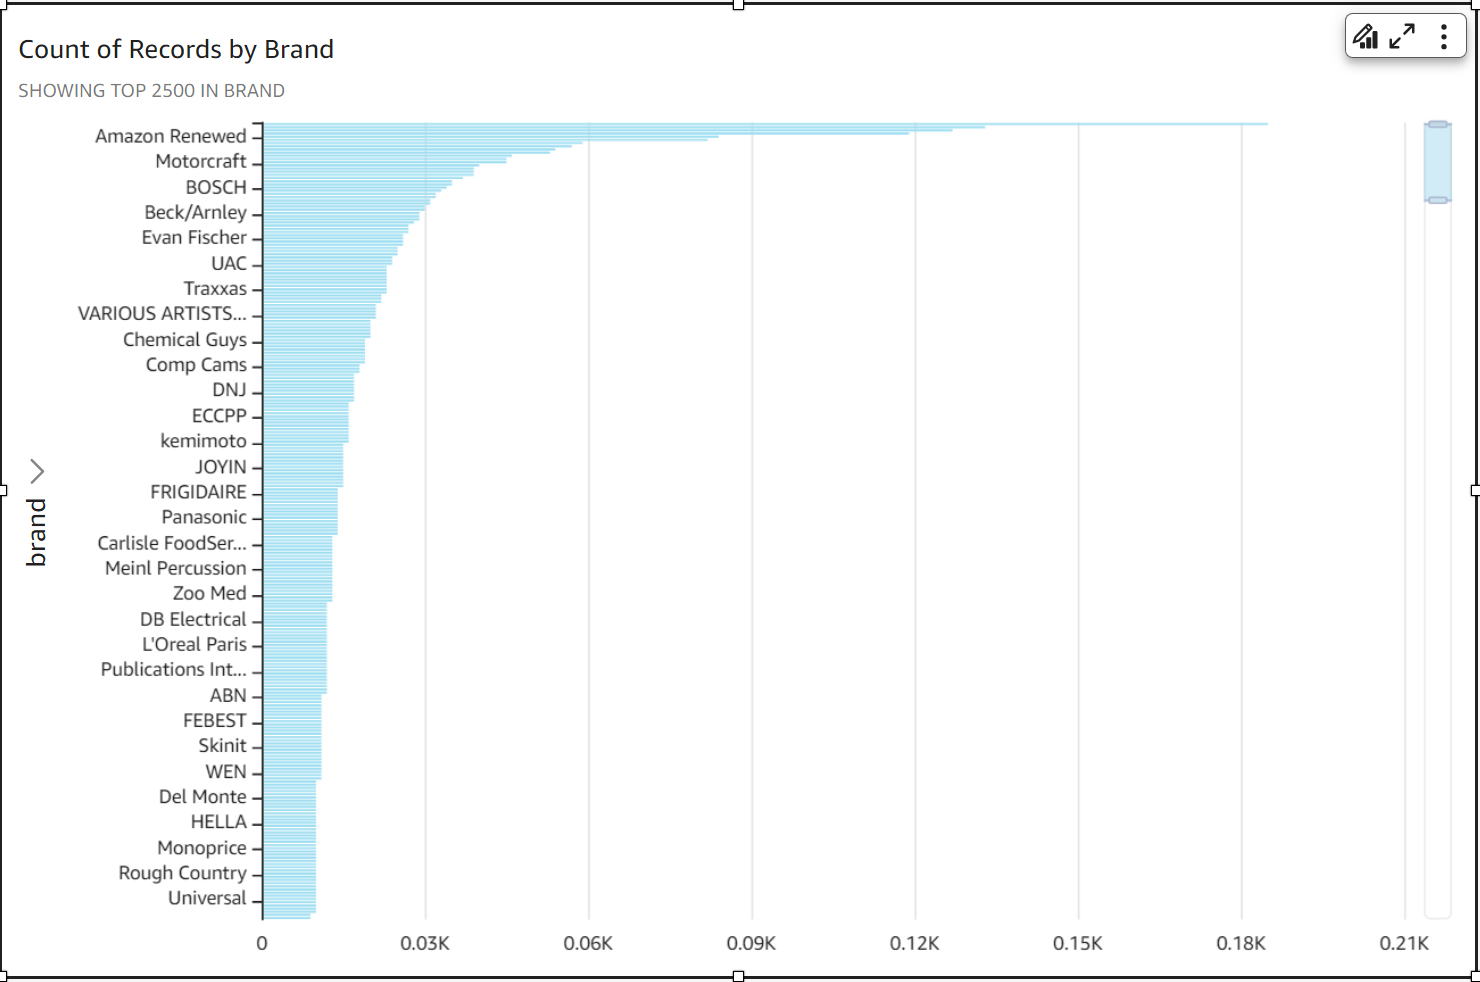 Count of Records by Brand
SHOWING TOP 2500 IN BRAND
brand
Amazon Renewed
Motorcraft
BOSCH
Beck/Arnley
Evan Fischer
UAC
Traxxas
VARIOUS ARTISTS...
Chemical Guys
Comp Cams
DNJ
ECCPP
kemimoto
JOYIN
FRIGIDAIRE
Panasonic
Carlisle FoodSer...
Meinl Percussion
Zoo Med
DB Electrical
L'Oreal Paris
Publications Int...
ABN
FEBEST
Skinit
WEN
Del Monte
HELLA
Monoprice
Rough Country
Universal
0 0.03K 0.06K 0.09K 0.12K 0.15K 0.18K 0.21K